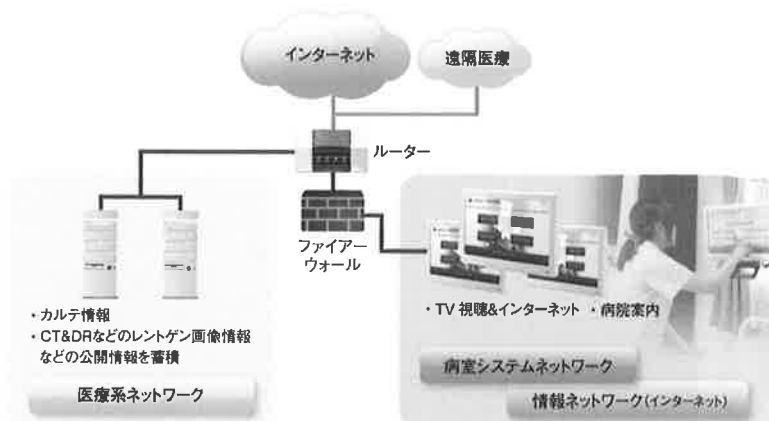 インターネット
遠隔医療
ルーター
ファイアー
ウォール
・カルテ情報
・CT&DRなどのレントゲン画像情報
などの公開情報を蓄積
医療系ネットワーク
・TV 視聴&インターネット ・病院案内
病室システムネットワーク
情報ネットワーク(インターネット)